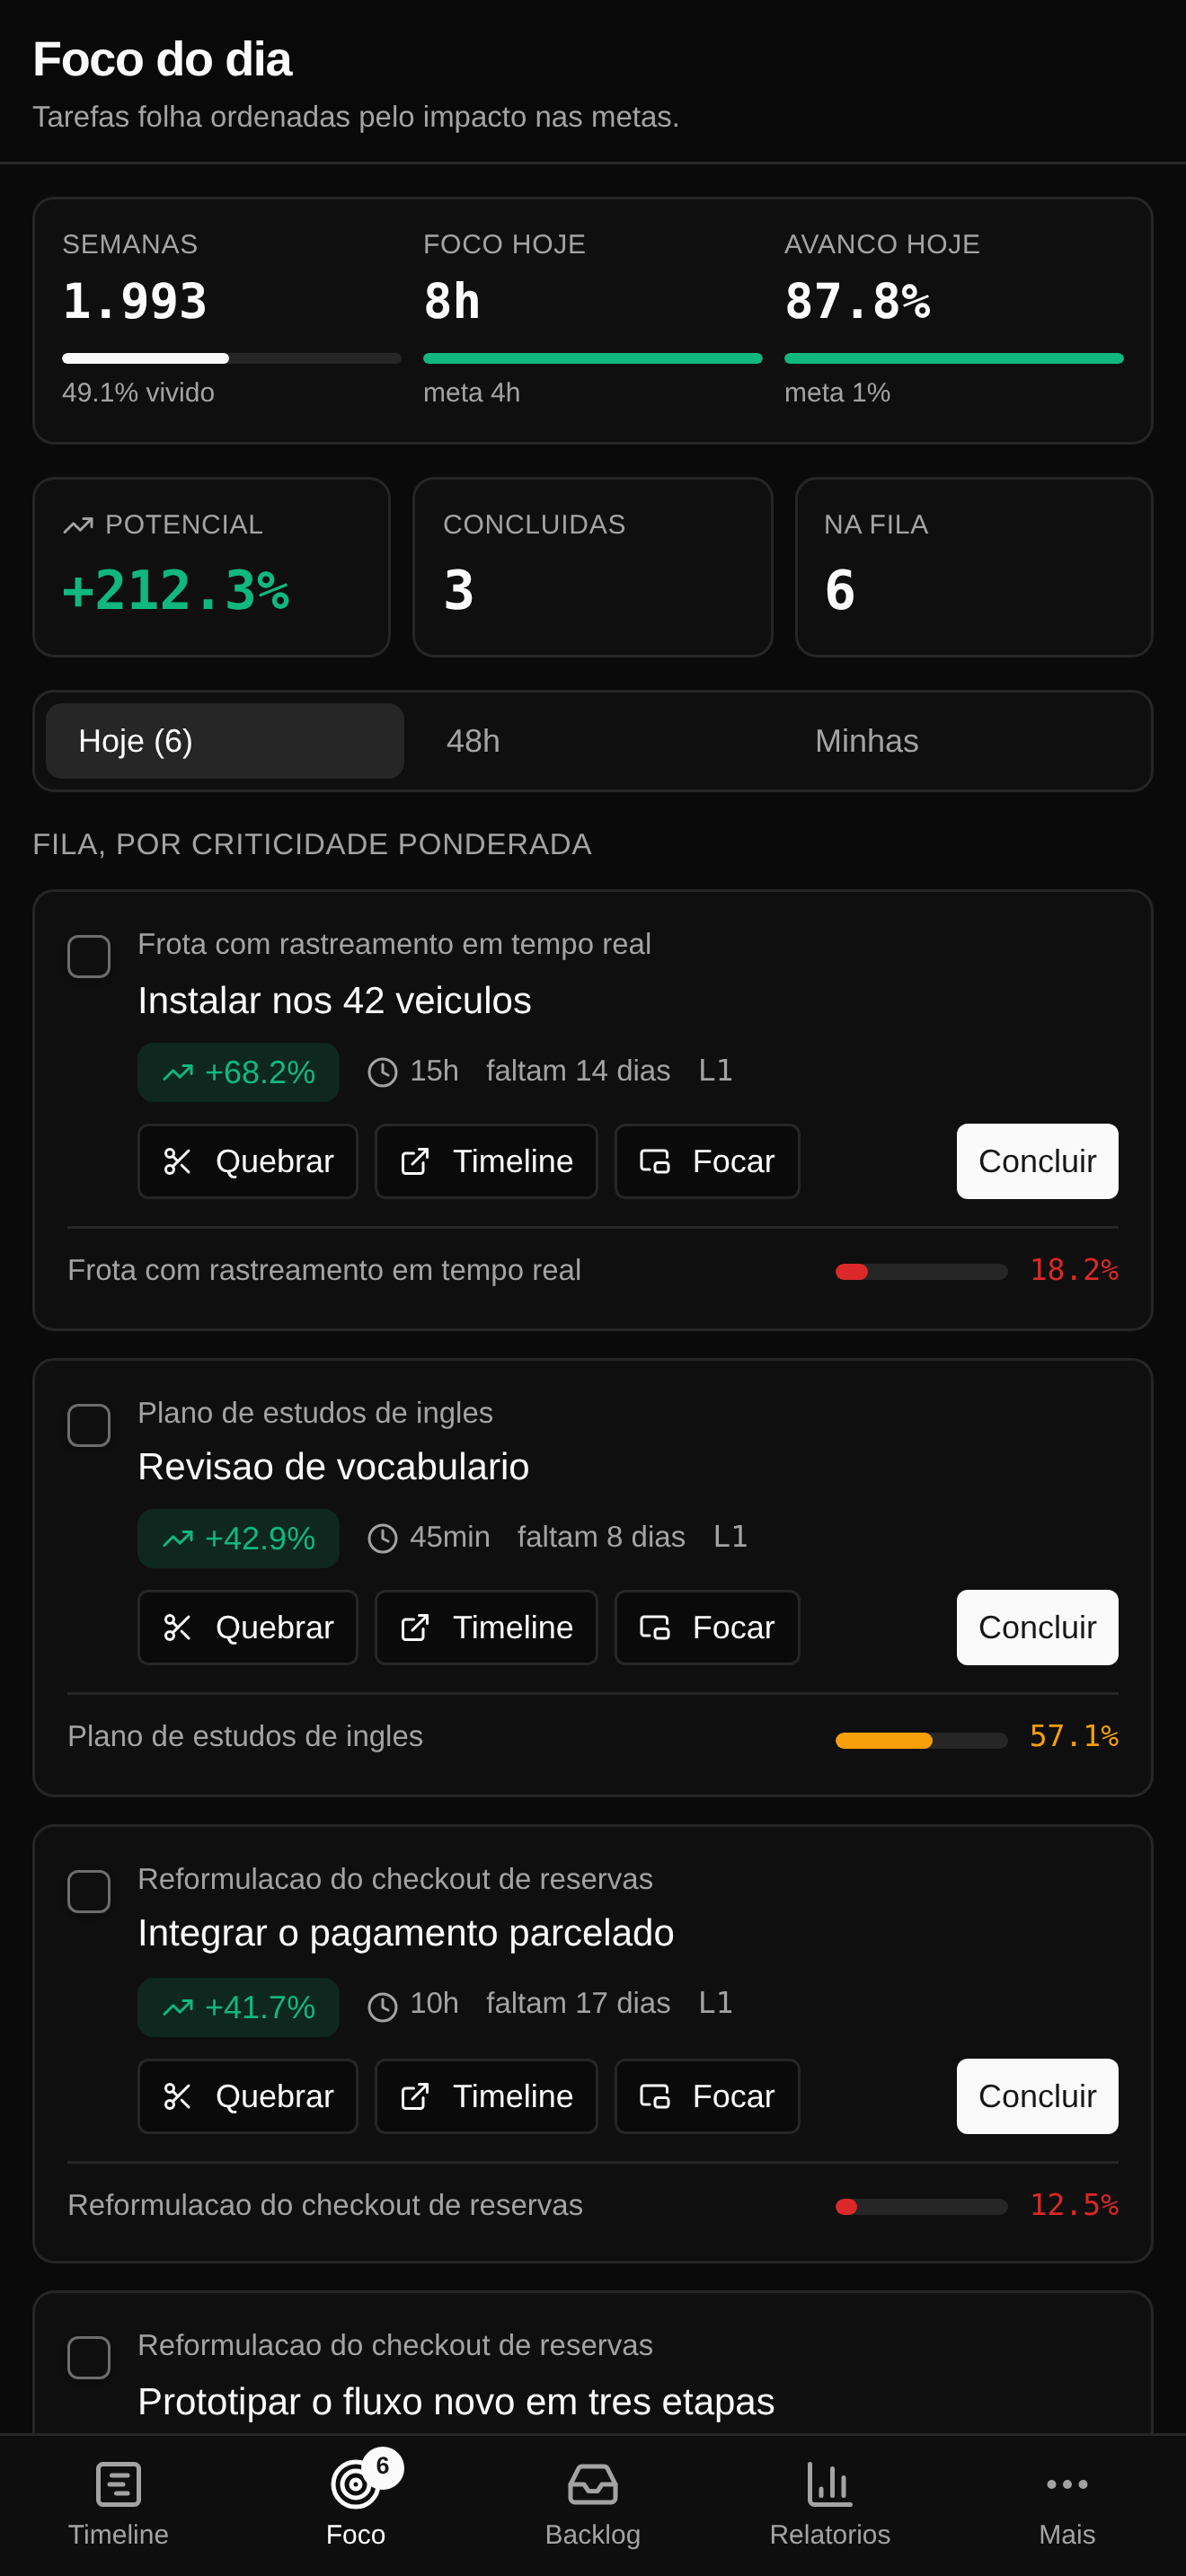 Foco do dia
Tarefas folha ordenadas pelo impacto nas metas.
SEMANAS
1.993
49.1% vivido
FOCO HOJE
8h
meta 4h
AVANCO HOJE
87.8%
meta 1%
POTENCIAL
+212.3%
CONCLUIDAS
3
NA FILA
6
Hoje (6)
48h
Minhas
FILA, POR CRITICIDADE PONDERADA
Frota com rastreamento em tempo real
Instalar nos 42 veiculos
+68.2% 15h faltam 14 dias L1
Quebrar Timeline Focar Concluir
Frota com rastreamento em tempo real 18.2%
Plano de estudos de ingles
Revisao de vocabulario
+42.9% 45min faltam 8 dias L1
Quebrar Timeline Focar Concluir
Plano de estudos de ingles 57.1%
Reformulacao do checkout de reservas
Integrar o pagamento parcelado
+41.7% 10h faltam 17 dias L1
Quebrar Timeline Focar Concluir
Reformulacao do checkout de reservas 12.5%
Reformulacao do checkout de reservas
Prototipar o fluxo novo em tres etapas
Timeline
6
Foco
Backlog
Relatorios
Mais